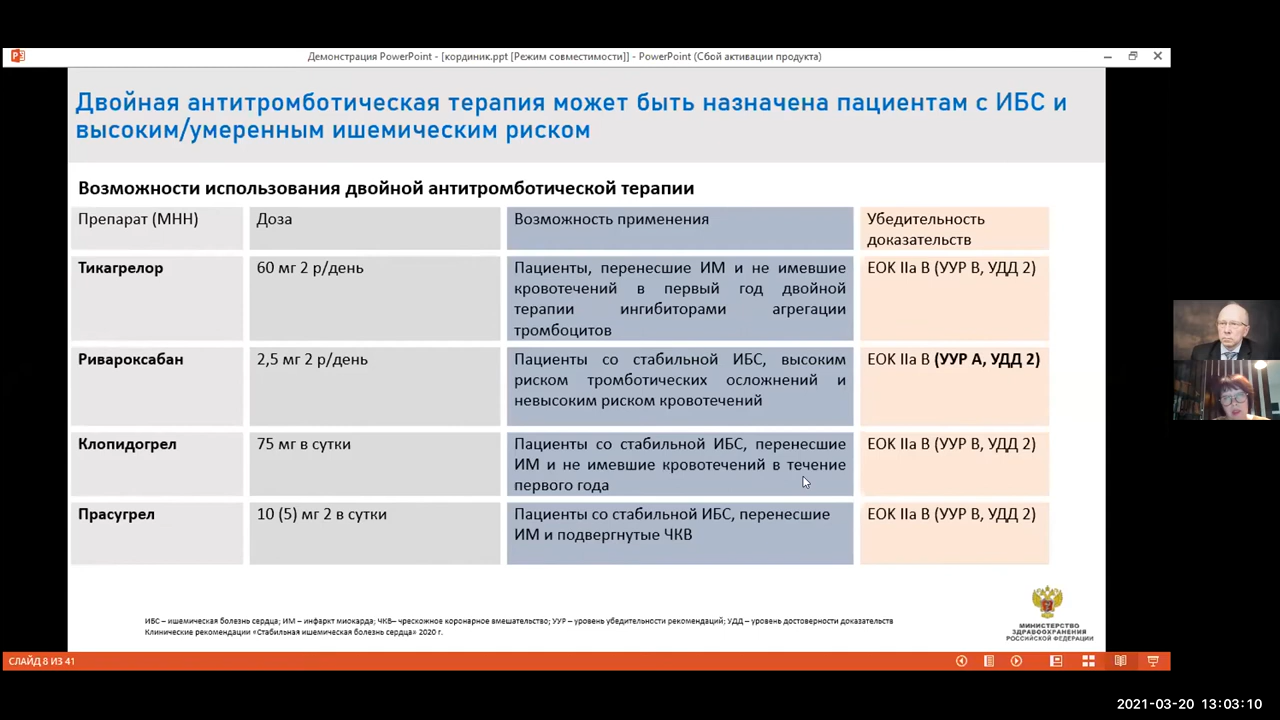 Демонстрация PowerPoint - [кординик.ppt [Режим совместимости]] - PowerPoint (Сбой активации продукта)
Двойная антитромботическая терапия может быть назначена пациентам с ИБС и
высоким/умеренным ишемическим риском
Возможности использования двойной антитромботической терапии
Препарат (МНН)
Доза
Возможность применения
Убедительность
доказательств
Тикагрелор
60 мг 2 р/день
Пациенты, перенесшие ИМ и не имевшие
кровотечений в первый год двойной
терапии ингибиторами агрегации
тромбоцитов
ЕОК IIa B (УУР В, УДД 2)
Ривароксабан
2,5 мг 2 р/день
Пациенты со стабильной ИБС, высоким
риском тромботических осложнений и
невысоким риском кровотечений
ЕОК IIa B (УУР А, УДД 2)
Клопидогрел
75 мг в сутки
Пациенты со стабильной ИБС, перенесшие
ИМ и не имевшие кровотечений в течение
первого года
ЕОК IIa B (УУР В, УДД 2)
Прасугрел
10 (5) мг 2 в сутки
Пациенты со стабильной ИБС, перенесшие
ИМ и подвергнутые ЧКВ
ЕОК IIa B (УУР В, УДД 2)
ИБС – ишемическая болезнь сердца; ИМ – инфаркт миокарда; ЧКВ– чрескожное коронарное вмешательство; УУР – уровень убедительности рекомендаций; УДД – уровень достоверности доказательств
Клинические рекомендации «Стабильная ишемическая болезнь сердца» 2020 г.
МИНИСТЕРСТВО
ЗДРАВООХРАНЕНИЯ
РОССИЙСКОЙ ФЕДЕРАЦИИ
СЛАЙД 8 ИЗ 41
2021-03-20 13:03:10